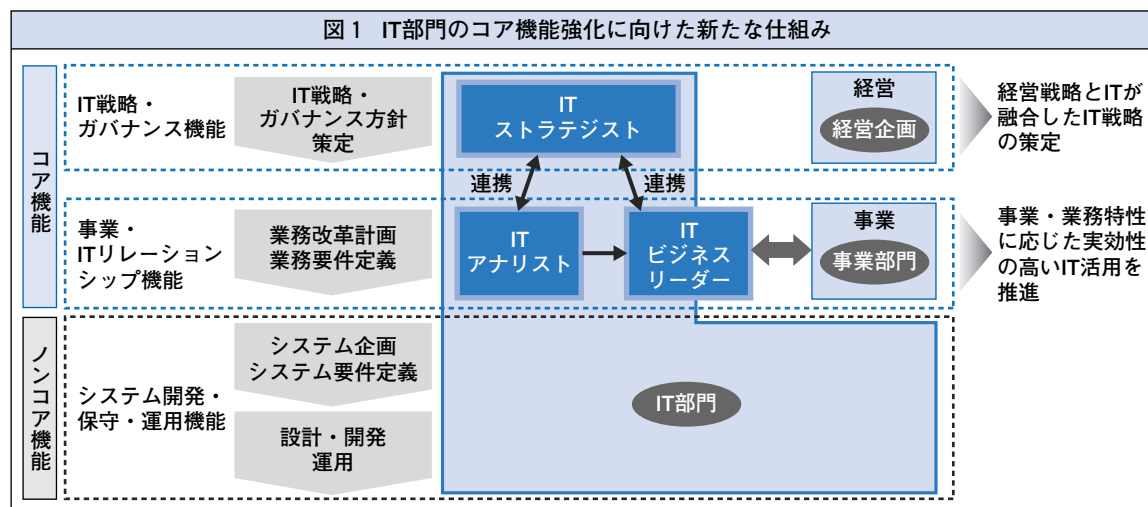 図1 IT部門のコア機能強化に向けた新たな仕組み
コア機能
IT戦略・
ガバナンス機能
IT戦略・
ガバナンス方針
策定
IT
ストラテジスト
経営
経営企画
経営戦略とITが
融合したIT戦略
の策定
連携
連携
事業・
ITリレーション
シップ機能
業務改革計画
業務要件定義
IT
アナリスト
IT
ビジネス
リーダー
事業
事業部門
事業・業務特性
に応じた実効性
の高いIT活用を
推進
ノンコア機能
システム開発・
保守・運用機能
システム企画
システム要件定義
設計・開発
運用
IT部門